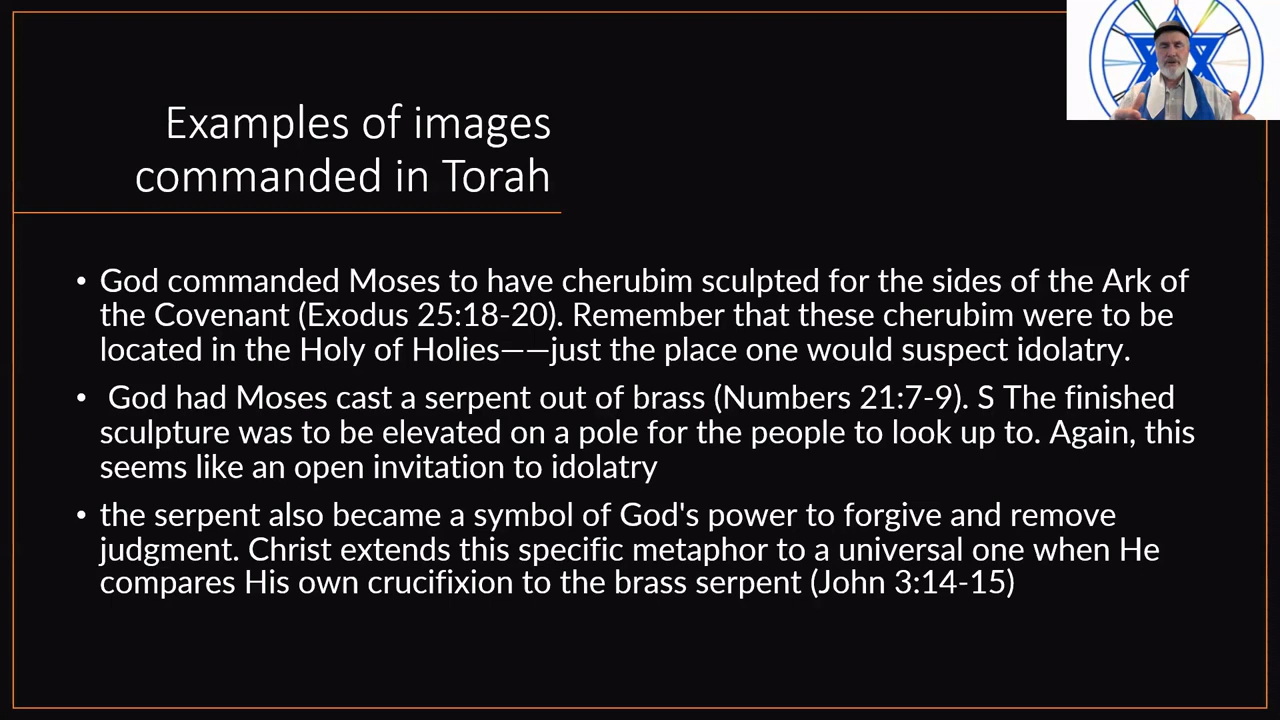 Examples of images
commanded in Torah
• God commanded Moses to have cherubim sculpted for the sides of the Ark of
the Covenant (Exodus 25:18-20). Remember that these cherubim were to be
located in the Holy of Holies——just the place one would suspect idolatry.
• God had Moses cast a serpent out of brass (Numbers 21:7-9). S The finished
sculpture was to be elevated on a pole for the people to look up to. Again, this
seems like an open invitation to idolatry
• the serpent also became a symbol of God's power to forgive and remove
judgment. Christ extends this specific metaphor to a universal one when He
compares His own crucifixion to the brass serpent (John 3:14-15)